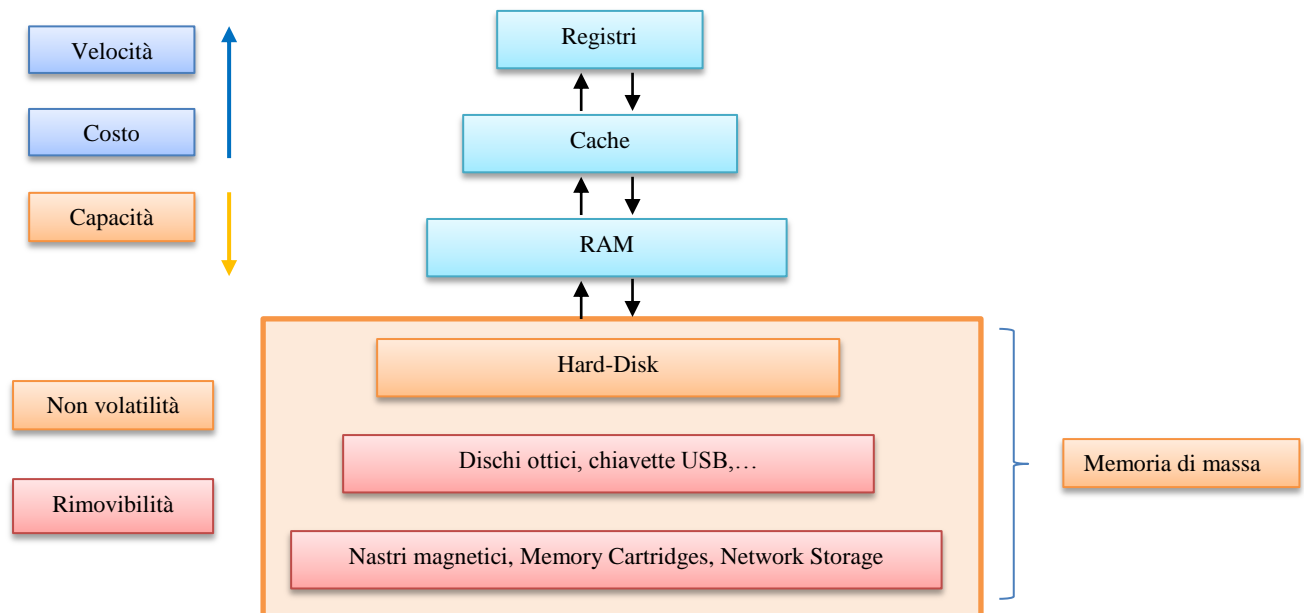 Velocità
Registri
Costo
Cache
Capacità
RAM
Hard-Disk
Non volatilità
Dischi ottici, chiavette USB,…
Memoria di massa
Rimovibilità
Nastri magnetici, Memory Cartridges, Network Storage